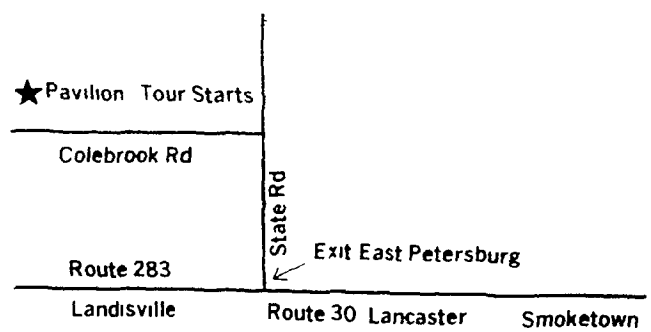 ★Pavilion Tour Starts
Colebrook Rd
State Rd
Exit East Petersburg
Route 283
Landisville
Route 30 Lancaster
Smoketown